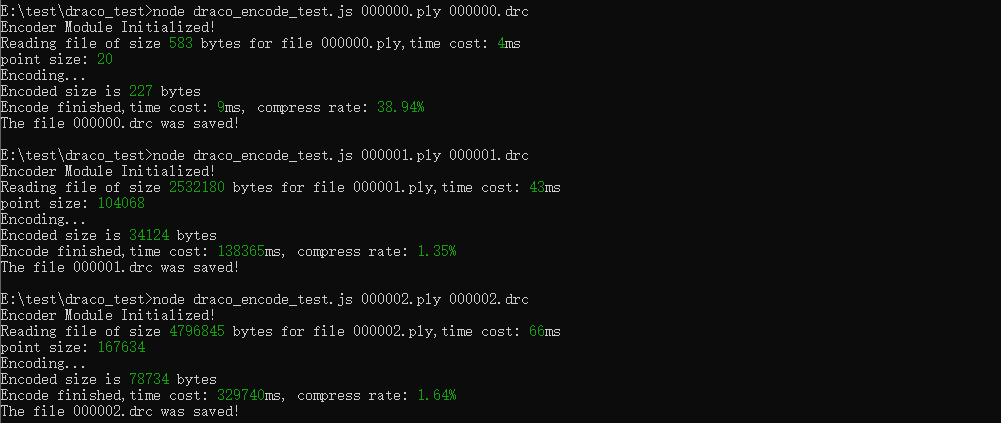 E:\test\draco_test>node draco_encode_test.js 000000.ply 000000.drc
Encoder Module Initialized!
Reading file of size 583 bytes for file 000000.ply,time cost: 4ms
point size: 20
Encoding...
Encoded size is 227 bytes
Encode finished,time cost: 9ms, compress rate: 38.94%
The file 000000.drc was saved!
E:\test\draco_test>node draco_encode_test.js 000001.ply 000001.drc
Encoder Module Initialized!
Reading file of size 2532180 bytes for file 000001.ply,time cost: 43ms
point size: 104068
Encoding...
Encoded size is 34124 bytes
Encode finished,time cost: 138365ms, compress rate: 1.35%
The file 000001.drc was saved!
E:\test\draco_test>node draco_encode_test.js 000002.ply 000002.drc
Encoder Module Initialized!
Reading file of size 4796845 bytes for file 000002.ply,time cost: 66ms
point size: 167634
Encoding...
Encoded size is 78734 bytes
Encode finished,time cost: 329740ms, compress rate: 1.64%
The file 000002.drc was saved!